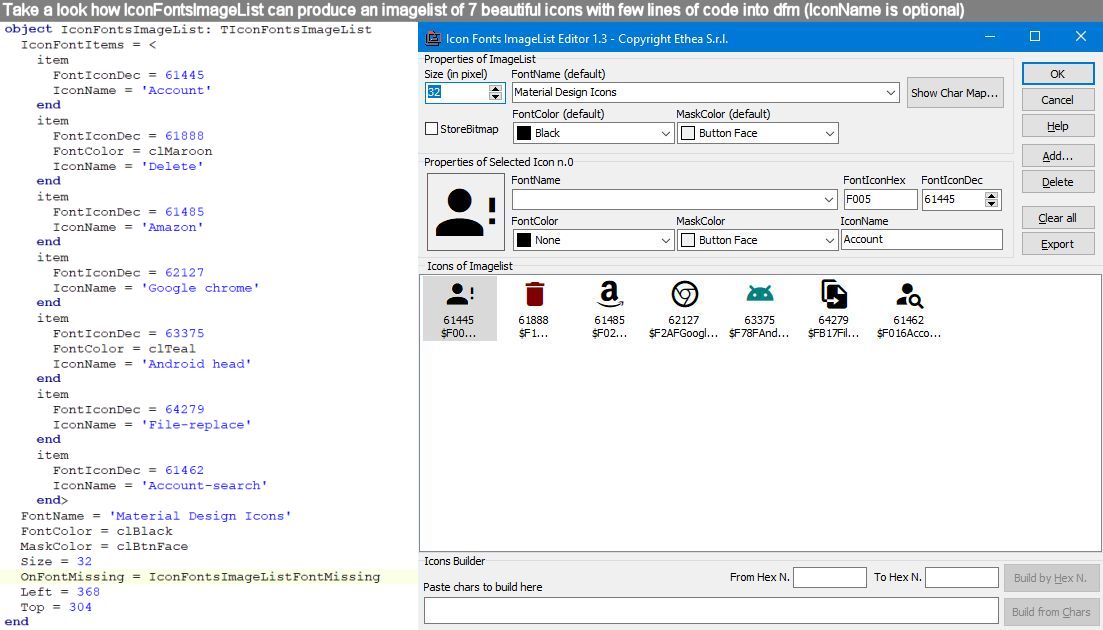 Take a look how IconFontsImageList can produce an imagelist of 7 beautiful icons with few lines of code into dfm (IconName is optional)
object IconFontsImageList: TIconFontsImageList
IconFontItems = <
item
FontIconDec = 61445
IconName = 'Account'
end
item
FontIconDec = 61888
FontColor = clMaroon
IconName = 'Delete'
end
item
FontIconDec = 61485
IconName = 'Amazon'
end
item
FontIconDec = 62127
IconName = 'Google chrome'
end
item
FontIconDec = 63375
FontColor = clTeal
IconName = 'Android head'
end
item
FontIconDec = 64279
IconName = 'File-replace'
end
item
FontIconDec = 61462
IconName = 'Account-search'
end>
FontName = 'Material Design Icons'
FontColor = clBlack
MaskColor = clBtnFace
Size = 32
OnFontMissing = IconFontsImageListFontMissing
Left = 368
Top = 304
end
Icon Fonts ImageList Editor 1.3 - Copyright Ethea S.r.l.
Properties of ImageList
Size (in pixel) FontName (default)
32 Material Design Icons Show Char Map...
FontColor (default) MaskColor (default)
StoreBitmap Black Button Face
OK
Cancel
Help
Add...
Delete
Clear all
Export
Properties of Selected Icon n.0
FontName FontIconHex FontIconDec
F005 61445
FontColor MaskColor IconName
None Button Face Account
Icons of Imagelist
61445 61888 61485 62127 63375 64279 61462
$F00... $F1... $F02... $F2AFGoogl... $F78FAnd... $FB17Fil... $F016Acco...
Icons Builder
From Hex N. To Hex N. Build by Hex N.
Paste chars to build here
Build from Chars